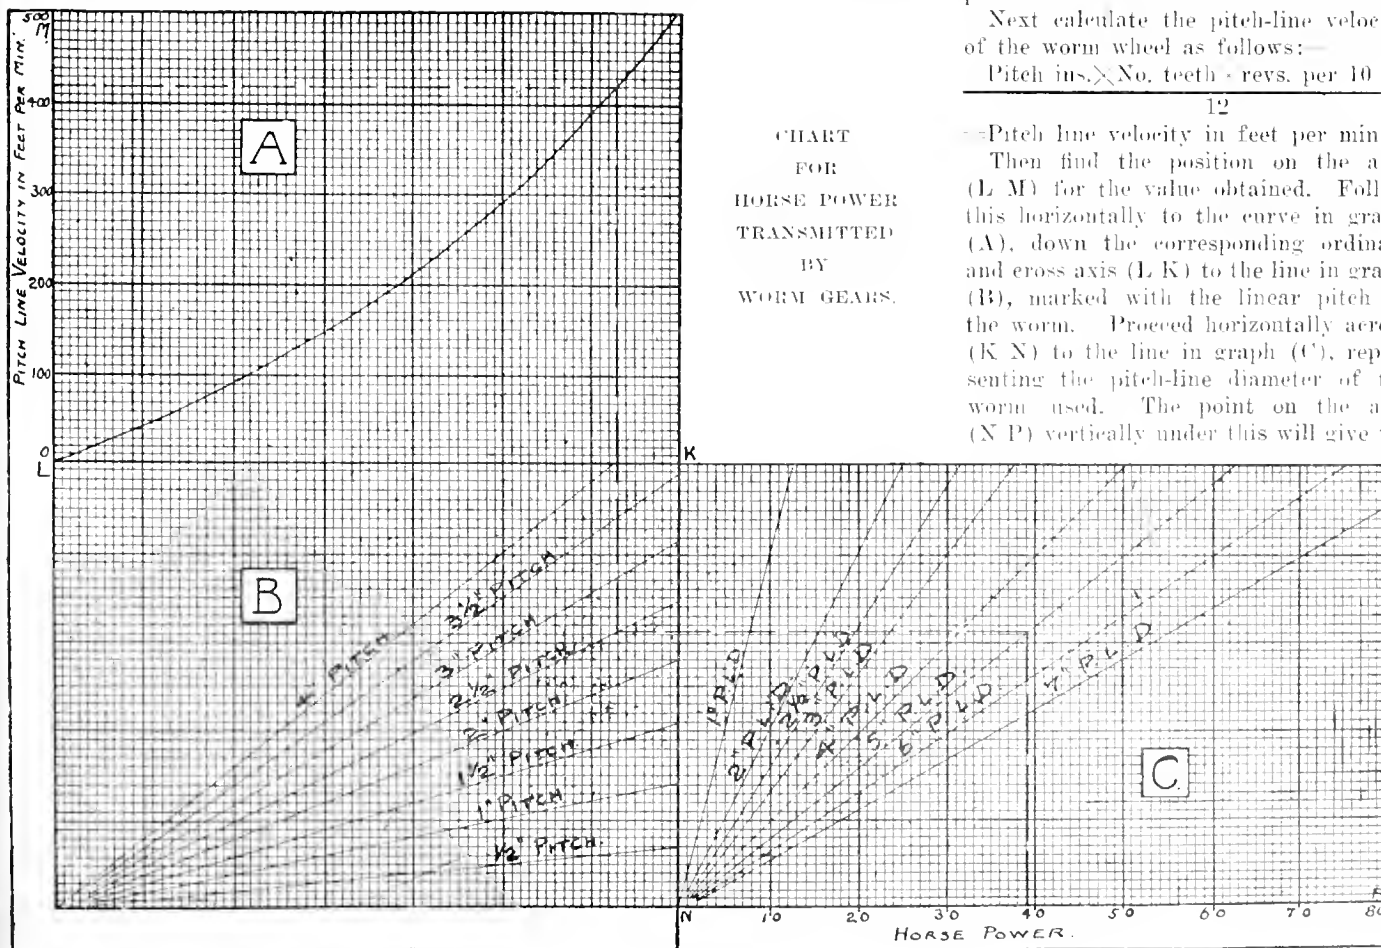 500
M
400
300
200
100
0
L
PITCH LINE VELOCITY IN FEET PER MIN.
A
K
CHART
FOR
HORSE POWER
TRANSMITTED
BY
WORM GEARS.
Next calculate the pitch-line veloc
of the worm wheel as follows:
Pitch ins. × No. teeth × revs. per 10
12
=Pitch line velocity in feet per min
Then find the position on the a
(L M) for the value obtained. Foll
this horizontally to the curve in gra
(A), down the corresponding ordina
and cross axis (L K) to the line in gra
(B), marked with the linear pitch
the worm. Proceed horizontally acr
(K N) to the line in graph (C), rep
senting the pitch-line diameter of
worm used. The point on the a
(N P) vertically under this will give
B
4" PITCH
3½" PITCH
3" PITCH
2½" PITCH
2" PITCH
1½" PITCH
1" PITCH
½" PITCH.
1" P.L.D
2" P.L.D
2½" P.L.D
3" P.L.D
4" P.L.D
5" P.L.D
6" P.L.D.
7" P.L.D
C
N
10
20
30
40
50
60
70
80
HORSE POWER.